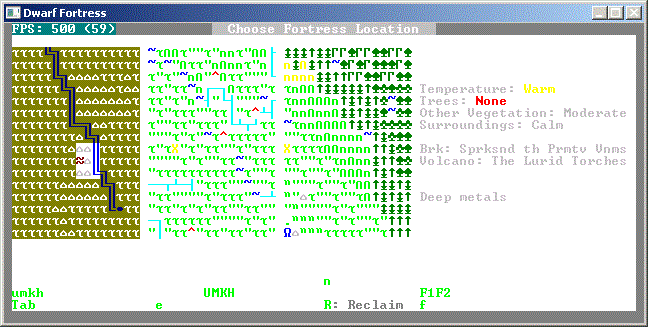 Dwarf Fortress
FPS: 500 (59)
Choose Fortress Location
Temperature: Warm
Trees: None
Other Vegetation: Moderate
Surroundings: Calm
Brk: Sprksnd th Prmtv Vnms
Volcano: The Lurid Torches
Deep metals
n
umkh UMKH F1F2
Tab e R: Reclaim f